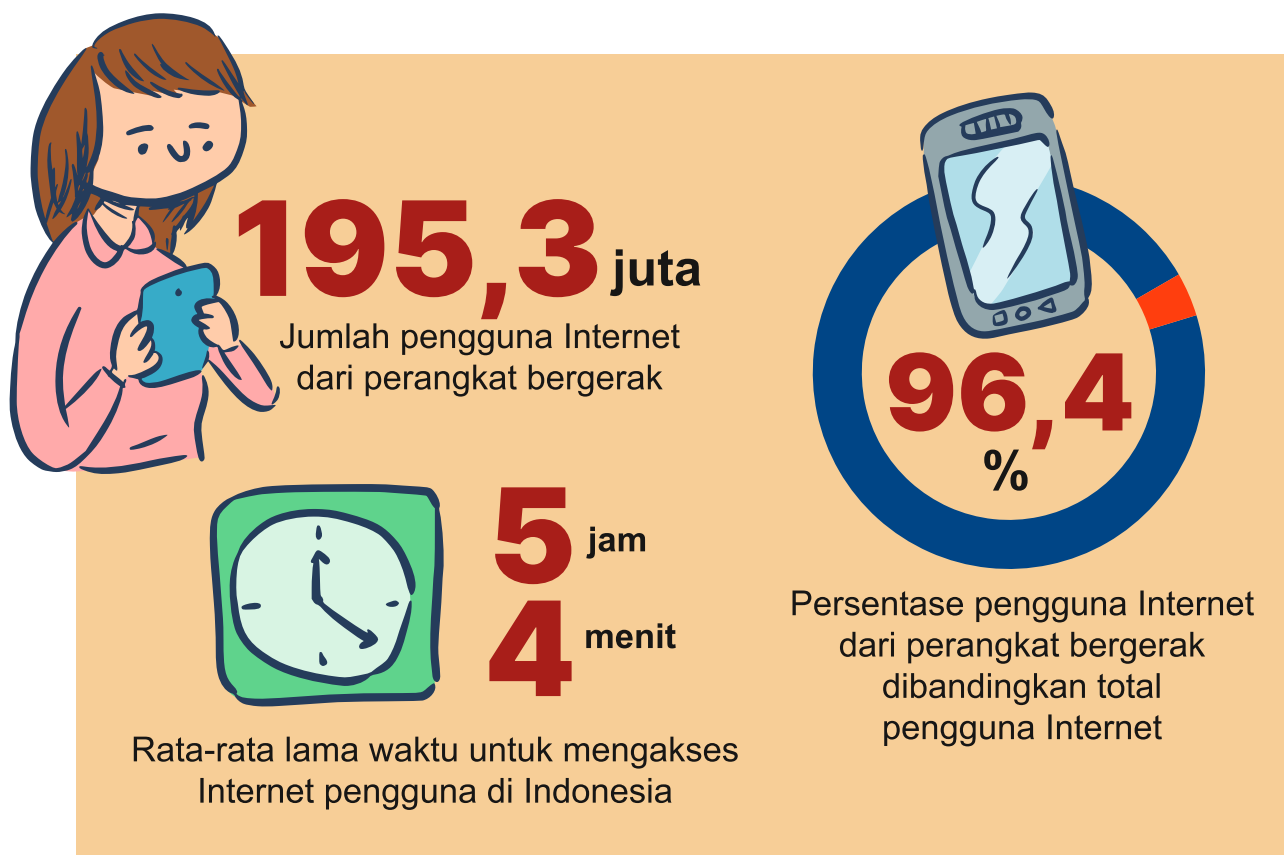 195,3 juta
Jumlah pengguna Internet
dari perangkat bergerak
5 jam
4 menit
Rata-rata lama waktu untuk mengakses
Internet pengguna di Indonesia
96,4
%
Persentase pengguna Internet
dari perangkat bergerak
dibandingkan total
pengguna Internet